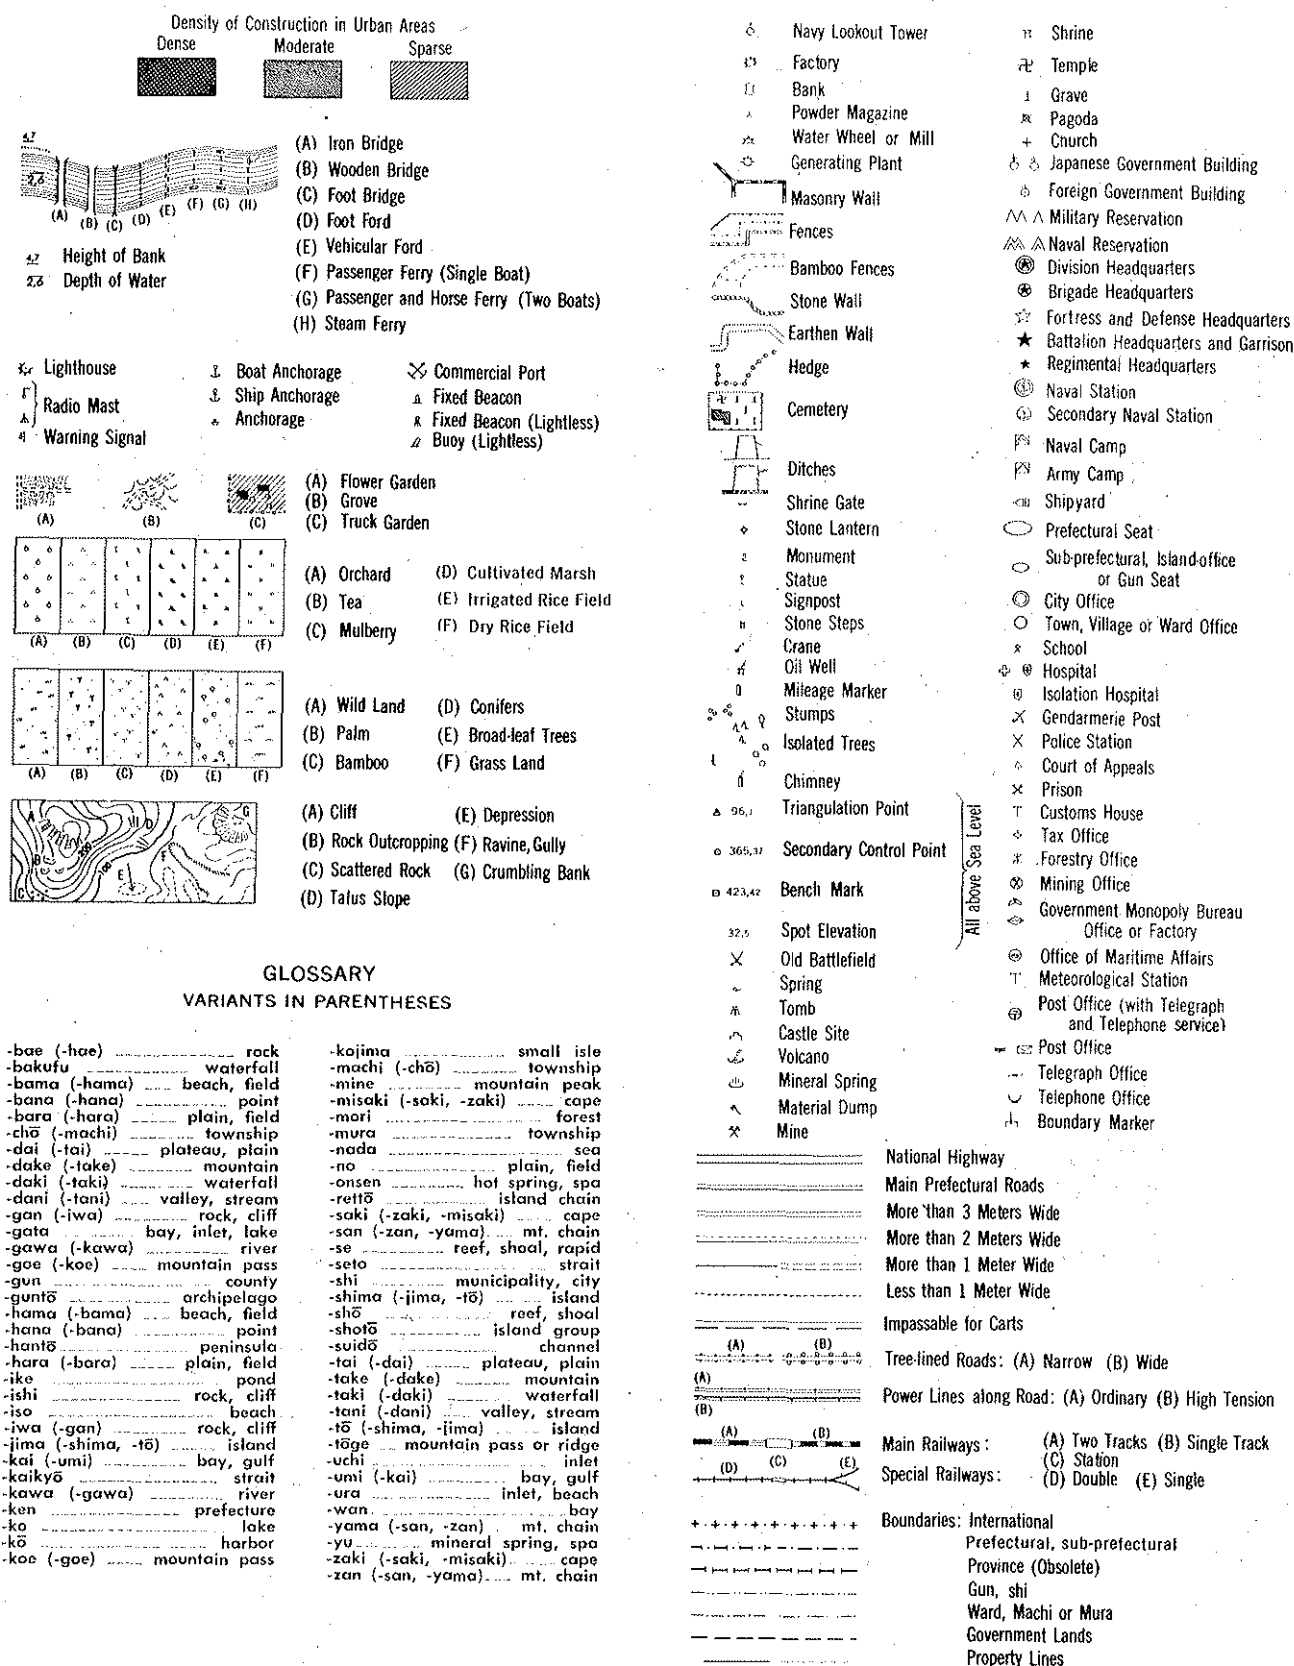 Density of Construction in Urban Areas
Dense Moderate Sparse
4,7
2,6
(A) (B) (C) (D) (E) (F) (G) (H)
(A) Iron Bridge
(B) Wooden Bridge
(C) Foot Bridge
(D) Foot Ford
(E) Vehicular Ford
(F) Passenger Ferry (Single Boat)
(G) Passenger and Horse Ferry (Two Boats)
(H) Steam Ferry
4,7 Height of Bank
2,6 Depth of Water
Lighthouse
Radio Mast
Warning Signal
Boat Anchorage
Ship Anchorage
Anchorage
Commercial Port
Fixed Beacon
Fixed Beacon (Lightless)
Buoy (Lightless)
(A) (B) (C)
(A) Flower Garden
(B) Grove
(C) Truck Garden
(A) (B) (C) (D) (E) (F)
(A) Orchard (D) Cultivated Marsh
(B) Tea (E) Irrigated Rice Field
(C) Mulberry (F) Dry Rice Field
(A) (B) (C) (D) (E) (F)
(A) Wild Land (D) Conifers
(B) Palm (E) Broad-leaf Trees
(C) Bamboo (F) Grass Land
A B C D E F G
(A) Cliff (E) Depression
(B) Rock Outcropping (F) Ravine, Gully
(C) Scattered Rock (G) Crumbling Bank
(D) Talus Slope
GLOSSARY
VARIANTS IN PARENTHESES
-bae (-hae) rock
-bakufu waterfall
-bama (-hama) beach, field
-bana (-hana) point
-bara (-hara) plain, field
-chō (-machi) township
-dai (-tai) plateau, plain
-dake (-take) mountain
-daki (-taki) waterfall
-dani (-tani) valley, stream
-gan (-iwa) rock, cliff
-gata bay, inlet, lake
-gawa (-kawa) river
-goe (-koe) mountain pass
-gun county
-guntō archipelago
-hama (-bama) beach, field
-hana (-bana) point
-hantō peninsula
-hara (-bara) plain, field
-ike pond
-ishi rock, cliff
-iso beach
-iwa (-gan) rock, cliff
-jima (-shima, -tō) island
-kai (-umi) bay, gulf
-kaikyō strait
-kawa (-gawa) river
-ken prefecture
-ko lake
-kō harbor
-koe (-goe) mountain pass
-kojima small isle
-machi (-chō) township
-mine mountain peak
-misaki (-saki, -zaki) cape
-mori forest
-mura township
-nada sea
-no plain, field
-onsen hot spring, spa
-rettō island chain
-saki (-zaki, -misaki) cape
-san (-zan, -yama) mt. chain
-se reef, shoal, rapid
-seto strait
-shi municipality, city
-shima (-jima, -tō) island
-shō reef, shoal
-shotō island group
-suidō channel
-tai (-dai) plateau, plain
-take (-dake) mountain
-taki (-daki) waterfall
-tani (-dani) valley, stream
-tō (-shima, -jima) island
-tōge mountain pass or ridge
-uchi inlet
-umi (-kai) bay, gulf
-ura inlet, beach
-wan bay
-yama (-san, -zan) mt. chain
-yu mineral spring, spa
-zaki (-saki, -misaki) cape
-zan (-san, -yama) mt. chain
Navy Lookout Tower
Factory
Bank
Powder Magazine
Water Wheel or Mill
Generating Plant
Masonry Wall
Fences
Bamboo Fences
Stone Wall
Earthen Wall
Hedge
Cemetery
Ditches
Shrine Gate
Stone Lantern
Monument
Statue
Signpost
Stone Steps
Crane
Oil Well
Mileage Marker
Stumps
Isolated Trees
Chimney
96,1 Triangulation Point
365,37 Secondary Control Point
423,42 Bench Mark
32,5 Spot Elevation
All above Sea Level
Old Battlefield
Spring
Tomb
Castle Site
Volcano
Mineral Spring
Material Dump
Mine
Shrine
Temple
Grave
Pagoda
Church
Japanese Government Building
Foreign Government Building
Military Reservation
Naval Reservation
Division Headquarters
Brigade Headquarters
Fortress and Defense Headquarters
Battalion Headquarters and Garrison
Regimental Headquarters
Naval Station
Secondary Naval Station
Naval Camp
Army Camp
Shipyard
Prefectural Seat
Sub-prefectural, Island-office
or Gun Seat
City Office
Town, Village or Ward Office
School
Hospital
Isolation Hospital
Gendarmerie Post
Police Station
Court of Appeals
Prison
Customs House
Tax Office
Forestry Office
Mining Office
Government Monopoly Bureau
Office or Factory
Office of Maritime Affairs
Meteorological Station
Post Office (with Telegraph
and Telephone service)
Post Office
Telegraph Office
Telephone Office
Boundary Marker
National Highway
Main Prefectural Roads
More than 3 Meters Wide
More than 2 Meters Wide
More than 1 Meter Wide
Less than 1 Meter Wide
Impassable for Carts
(A) (B)
Tree-lined Roads: (A) Narrow (B) Wide
(A)
Power Lines along Road: (A) Ordinary (B) High Tension
(B)
(A) (B)
Main Railways: (A) Two Tracks (B) Single Track
(C) Station
(D) (C) (E)
Special Railways: (D) Double (E) Single
Boundaries: International
Prefectural, sub-prefectural
Province (Obsolete)
Gun, shi
Ward, Machi or Mura
Government Lands
Property Lines